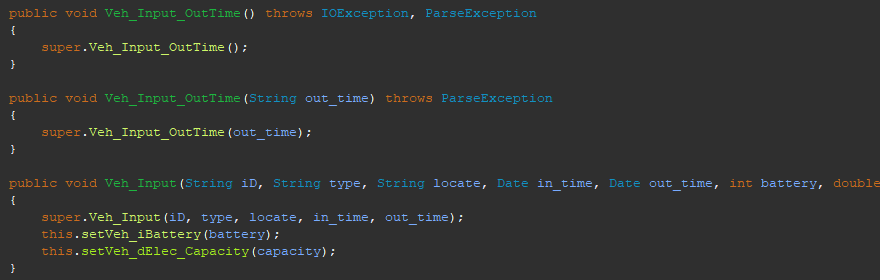 public void Veh_Input_OutTime() throws IOException, ParseException
{
super.Veh_Input_OutTime();
}
public void Veh_Input_OutTime(String out_time) throws ParseException
{
super.Veh_Input_OutTime(out_time);
}
public void Veh_Input(String iD, String type, String locate, Date in_time, Date out_time, int battery, double
{
super.Veh_Input(iD, type, locate, in_time, out_time);
this.setVeh_iBattery(battery);
this.setVeh_dElec_Capacity(capacity);
}